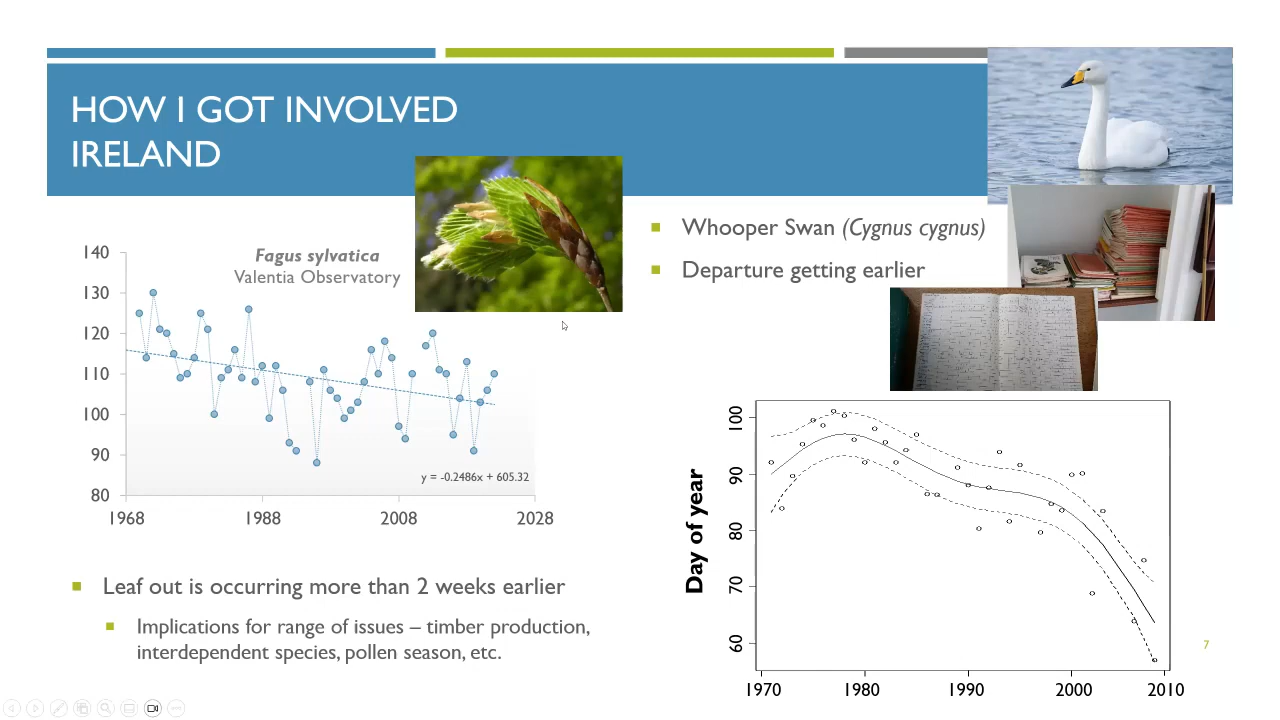 HOW I GOT INVOLVED
IRELAND
Fagus sylvatica
Valentia Observatory
140
130
120
110
100
90
80
1968
1988
2008
2028
y = -0.2486x + 605.32
Leaf out is occurring more than 2 weeks earlier
Implications for range of issues – timber production,
interdependent species, pollen season, etc.
Whooper Swan (Cygnus cygnus)
Departure getting earlier
Day of year
100
90
80
70
60
1970
1980
1990
2000
2010
7